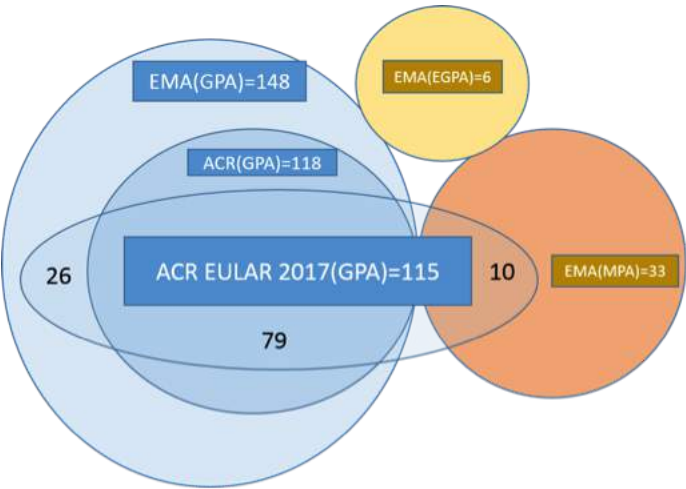 EMA(GPA)=148
EMA(EGPA)=6
ACR(GPA)=118
26
ACR EULAR 2017(GPA)=115
10
EMA(MPA)=33
79